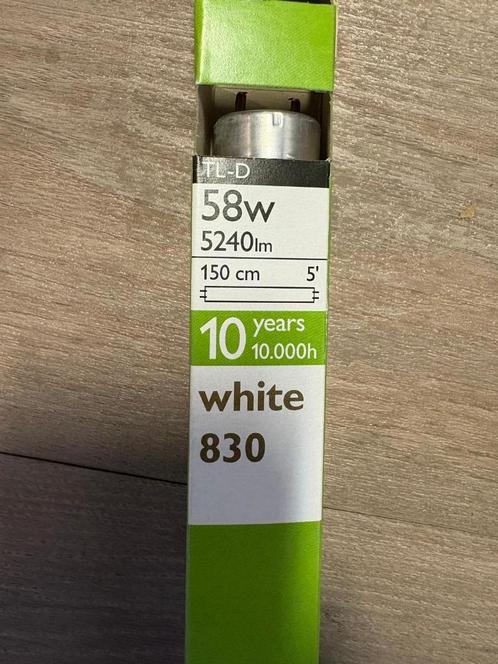 TL-D
58w
5240lm
150 cm 5'
10 years
10.000h
white
830